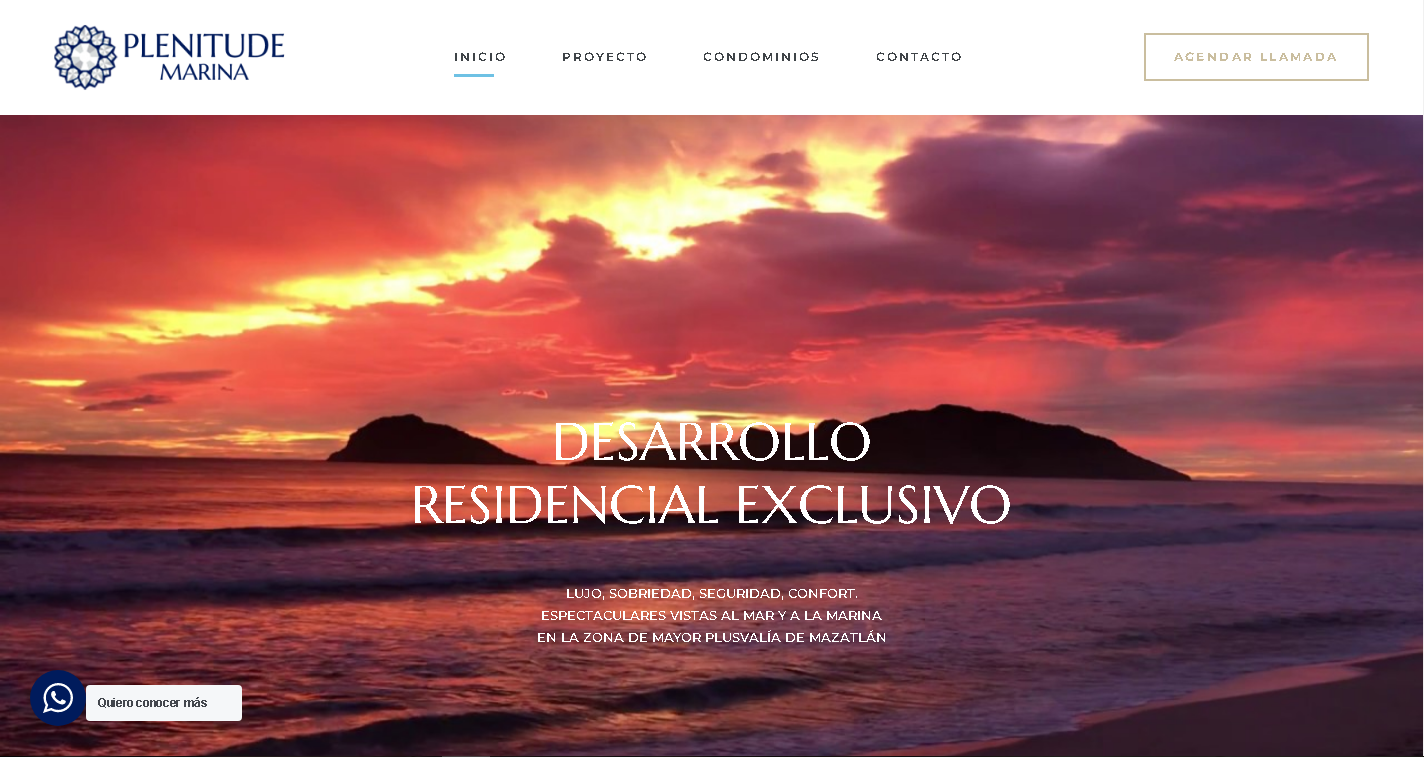 PLENITUDE
MARINA
INICIO
PROYECTO
CONDOMINIOS
CONTACTO
AGENDAR LLAMADA
DESARROLLO
RESIDENCIAL EXCLUSIVO
LUJO, SOBRIEDAD, SEGURIDAD, CONFORT.
ESPECTACULARES VISTAS AL MAR Y A LA MARINA
EN LA ZONA DE MAYOR PLUSVALÍA DE MAZATLÁN
Quiero conocer más